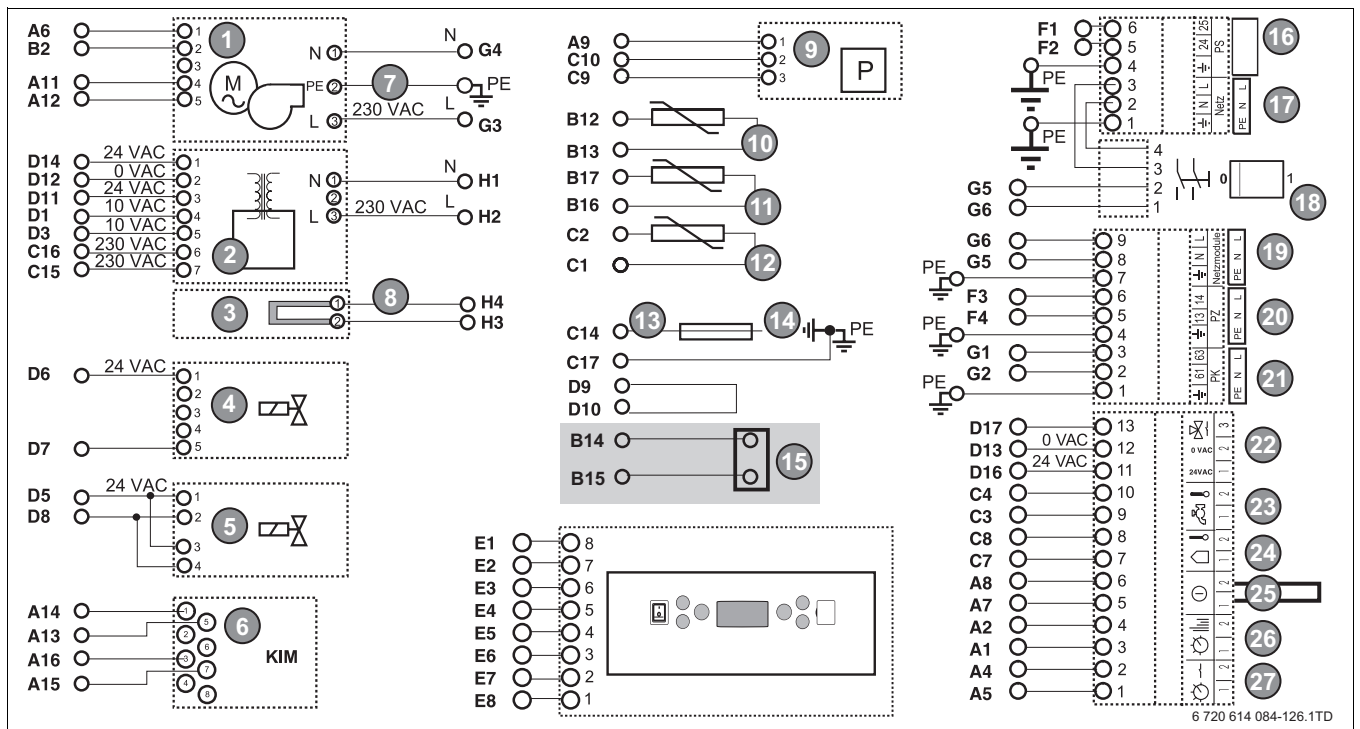 A6 1 1 N 1 N G4
B2 2
3 M PE 2 7 PE
A11 4
A12 5 L 3 230 VAC L G3
D14 24 VAC 1
D12 0 VAC 2 N 1 N H1
D11 24 VAC 3 2
D1 10 VAC 4 L 3 230 VAC L H2
D3 10 VAC 5
C16 230 VAC 6 2
C15 230 VAC 7
3 1 8 H4
2 H3
D6 24 VAC 1
2
3 4
4
D7 5
D5 24 VAC 1
D8 2 5
3
4
A14 1 5 6
A13 2 6
A16 3 7 KIM
A15 4 8
A9 1 9
C10 2 P
C9 3
B12
B13 10
B17
B16 11
C2
C1 12
C14 13 14 PE
C17
D9
D10
B14
B15 15
E1 8
E2 7
E3 6
E4 5
E5 4
E6 3
E7 2
E8 1
F1 6 25 16
F2 5 24 PS
PE 4
3 L L 17
2 N Netz N
PE 1 PE
4
3
G5 2 0 1
G6 1 18
G6 9 L L 19
G5 8 N Netzmodule N
PE 7 PE
F3 6 14 L 20
F4 5 13 PZ N
PE 4 PE
G1 3 63 L 21
G2 2 61 PK N
PE 1 PE
D17 13 3
D13 0 VAC 12 0 VAC 2 22
D16 24 VAC 11 24VAC 1
C4 10 2 23
C3 9 1
C8 8 2 24
C7 7 1
A8 6 2 25
A7 5 1
A2 4 2 26
A1 3 1
A4 2 2 27
A5 1 1
6 720 614 084-126.1TD